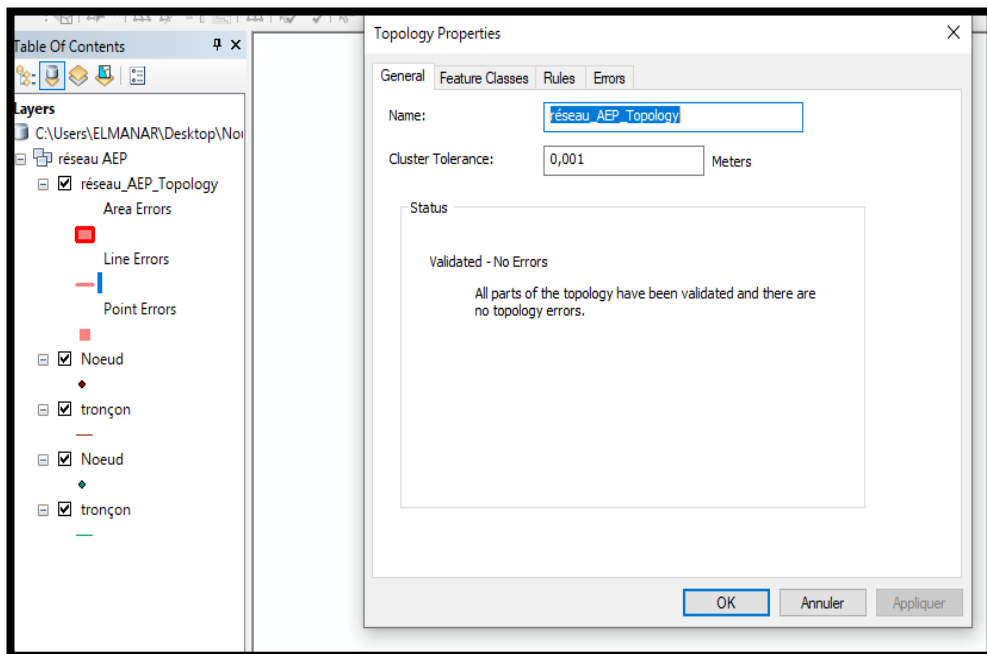 Table Of Contents
Layers
C:\Users\ELMANAR\Desktop\Nou
réseau AEP
réseau_AEP_Topology
Area Errors
Line Errors
Point Errors
Noeud
tronçon
Noeud
tronçon
Topology Properties
General Feature Classes Rules Errors
Name: réseau_AEP_Topology
Cluster Tolerance: 0,001 Meters
Status
Validated - No Errors
All parts of the topology have been validated and there are
no topology errors.
OK Annuler Appliquer